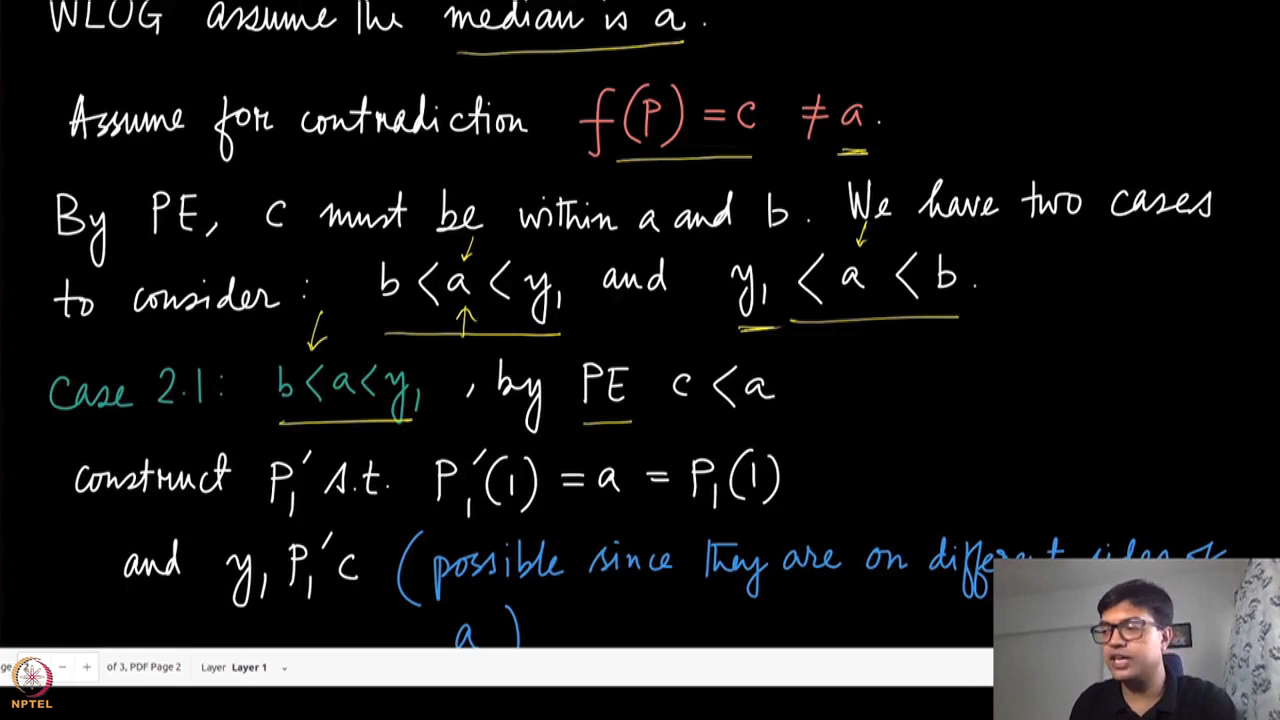 WLOG assume the median is a.
Assume for contradiction f(P) = c ≠ a.
By PE, c must be within a and b. We have two cases
to consider: b < a < y₁ and y₁ < a < b.
Case 2.1: b < a < y₁, by PE c < a
construct P₁′ s.t. P₁′(1) = a = P₁(1)
and y₁ P₁′ c (possible since they are on different sides of
a)
of 3, PDF Page 2 Layer Layer 1
NPTEL